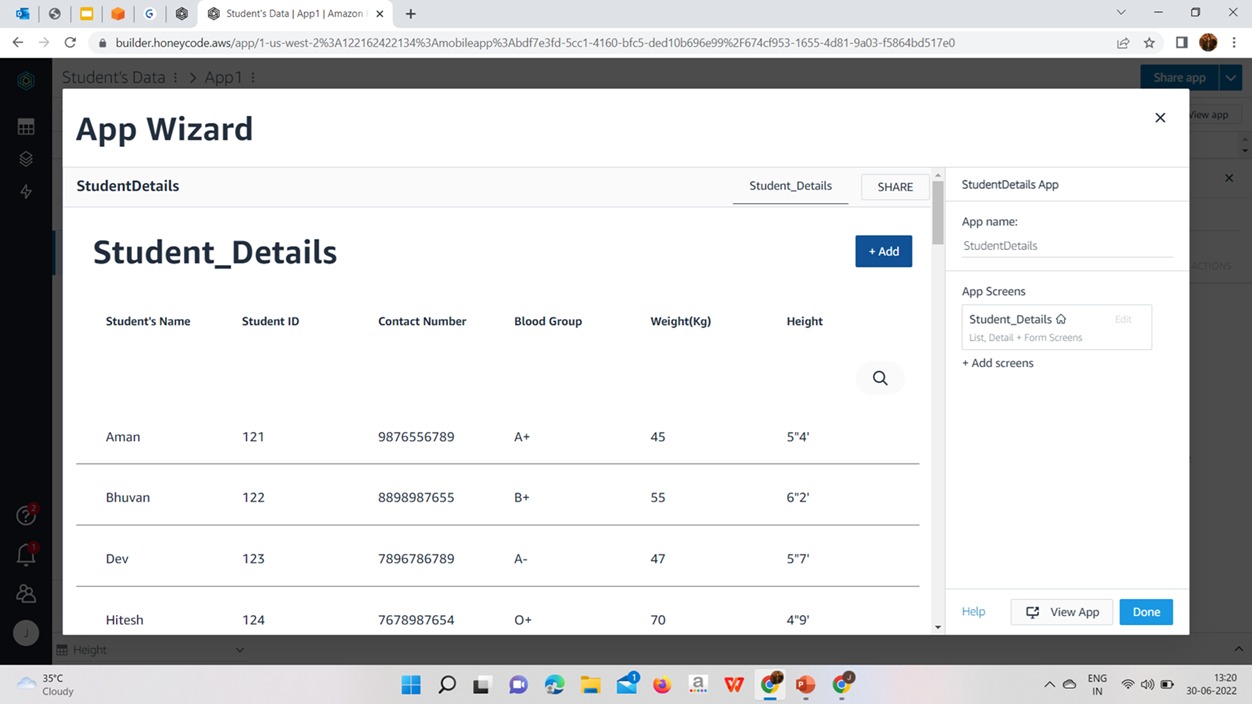 Student's Data | App1 | Amazon
builder.honeycode.aws/app/1-us-west-2%3A122162422134%3Amobileapp%3Abdf7e3fd-5cc1-4160-bfc5-ded10b696e99%2F674cf953-1655-4d81-9a03-f5864bd517e0
Student's Data > App1
Share app
View app
App Wizard
StudentDetails
Student_Details
SHARE
StudentDetails App
Student_Details
+ Add
App name:
StudentDetails
ACTIONS
App Screens
Student_Details
Edit
List, Detail + Form Screens
+ Add screens
Student's Name Student ID Contact Number Blood Group Weight(Kg) Height
Aman 121 9876556789 A+ 45 5"4'
Bhuvan 122 8898987655 B+ 55 6"2'
Dev 123 7896786789 A- 47 5"7'
Hitesh 124 7678987654 O+ 70 4"9'
Help
View App
Done
2
1
J
Height
35°C
Cloudy
1
ENG
IN
13:20
30-06-2022